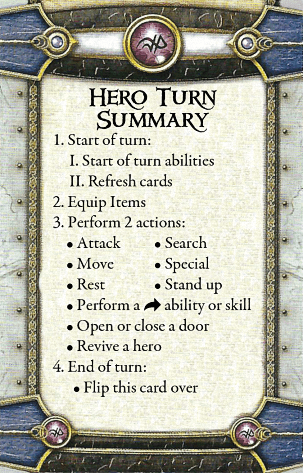 Hero Turn
Summary
1. Start of turn:
I. Start of turn abilities
II. Refresh cards
2. Equip Items
3. Perform 2 actions:
• Attack • Search
• Move • Special
• Rest • Stand up
• Perform a ➡ ability or skill
• Open or close a door
• Revive a hero
4. End of turn:
• Flip this card over